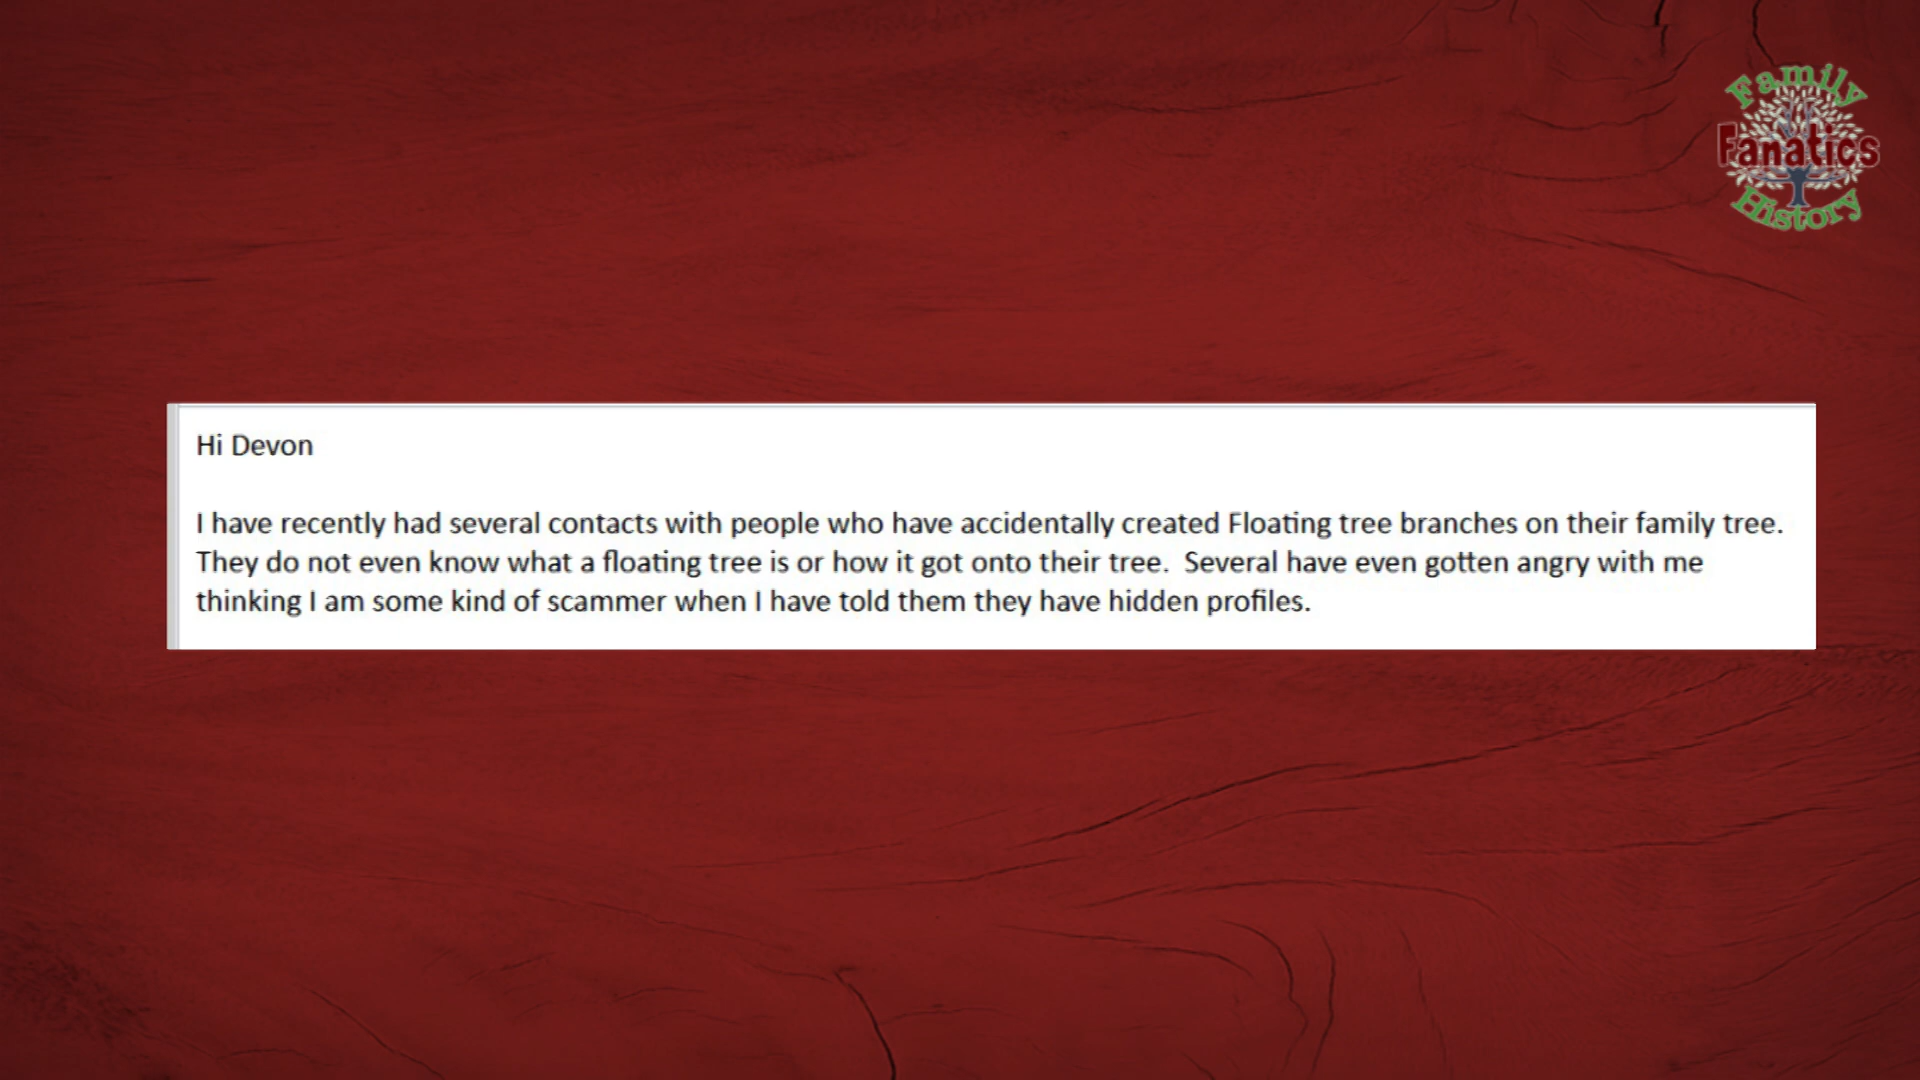 Family
Fanatics
History
Hi Devon
I have recently had several contacts with people who have accidentally created Floating tree branches on their family tree.
They do not even know what a floating tree is or how it got onto their tree.  Several have even gotten angry with me
thinking I am some kind of scammer when I have told them they have hidden profiles.